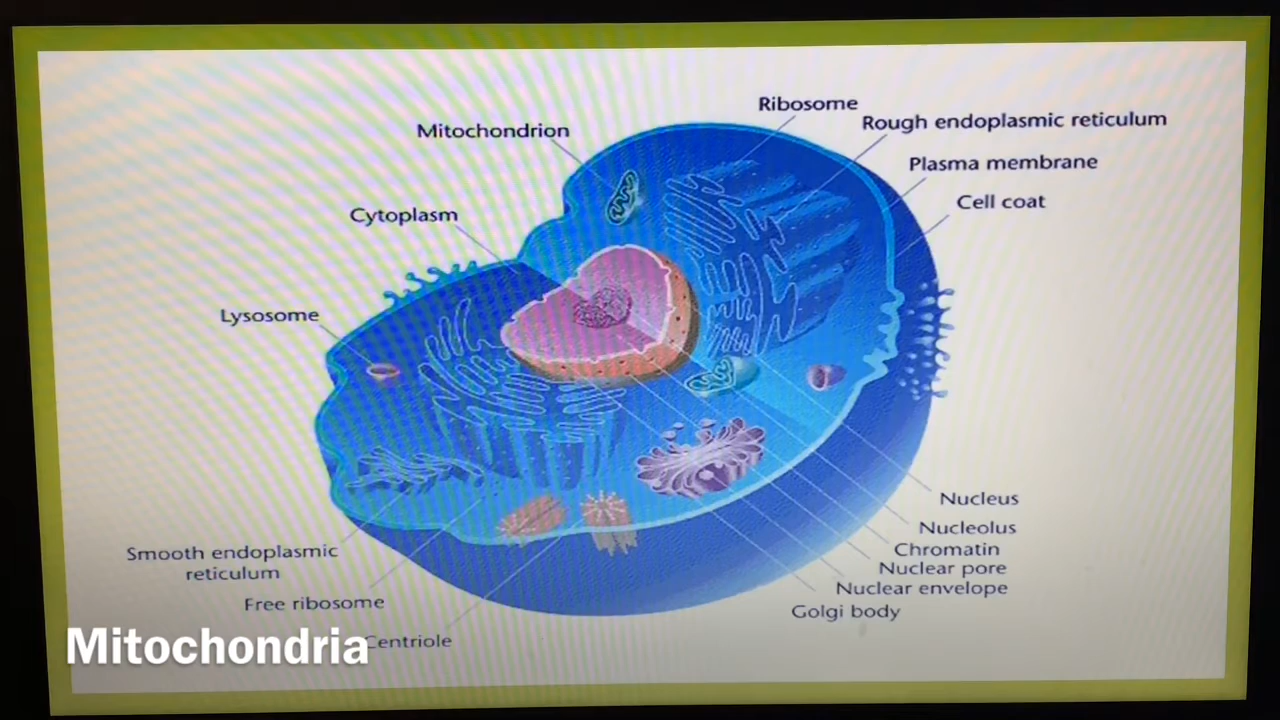 Ribosome
Mitochondrion
Rough endoplasmic reticulum
Plasma membrane
Cell coat
Cytoplasm
Lysosome
Nucleus
Nucleolus
Chromatin
Nuclear pore
Nuclear envelope
Golgi body
Smooth endoplasmic
reticulum
Free ribosome
Centriole
Mitochondria